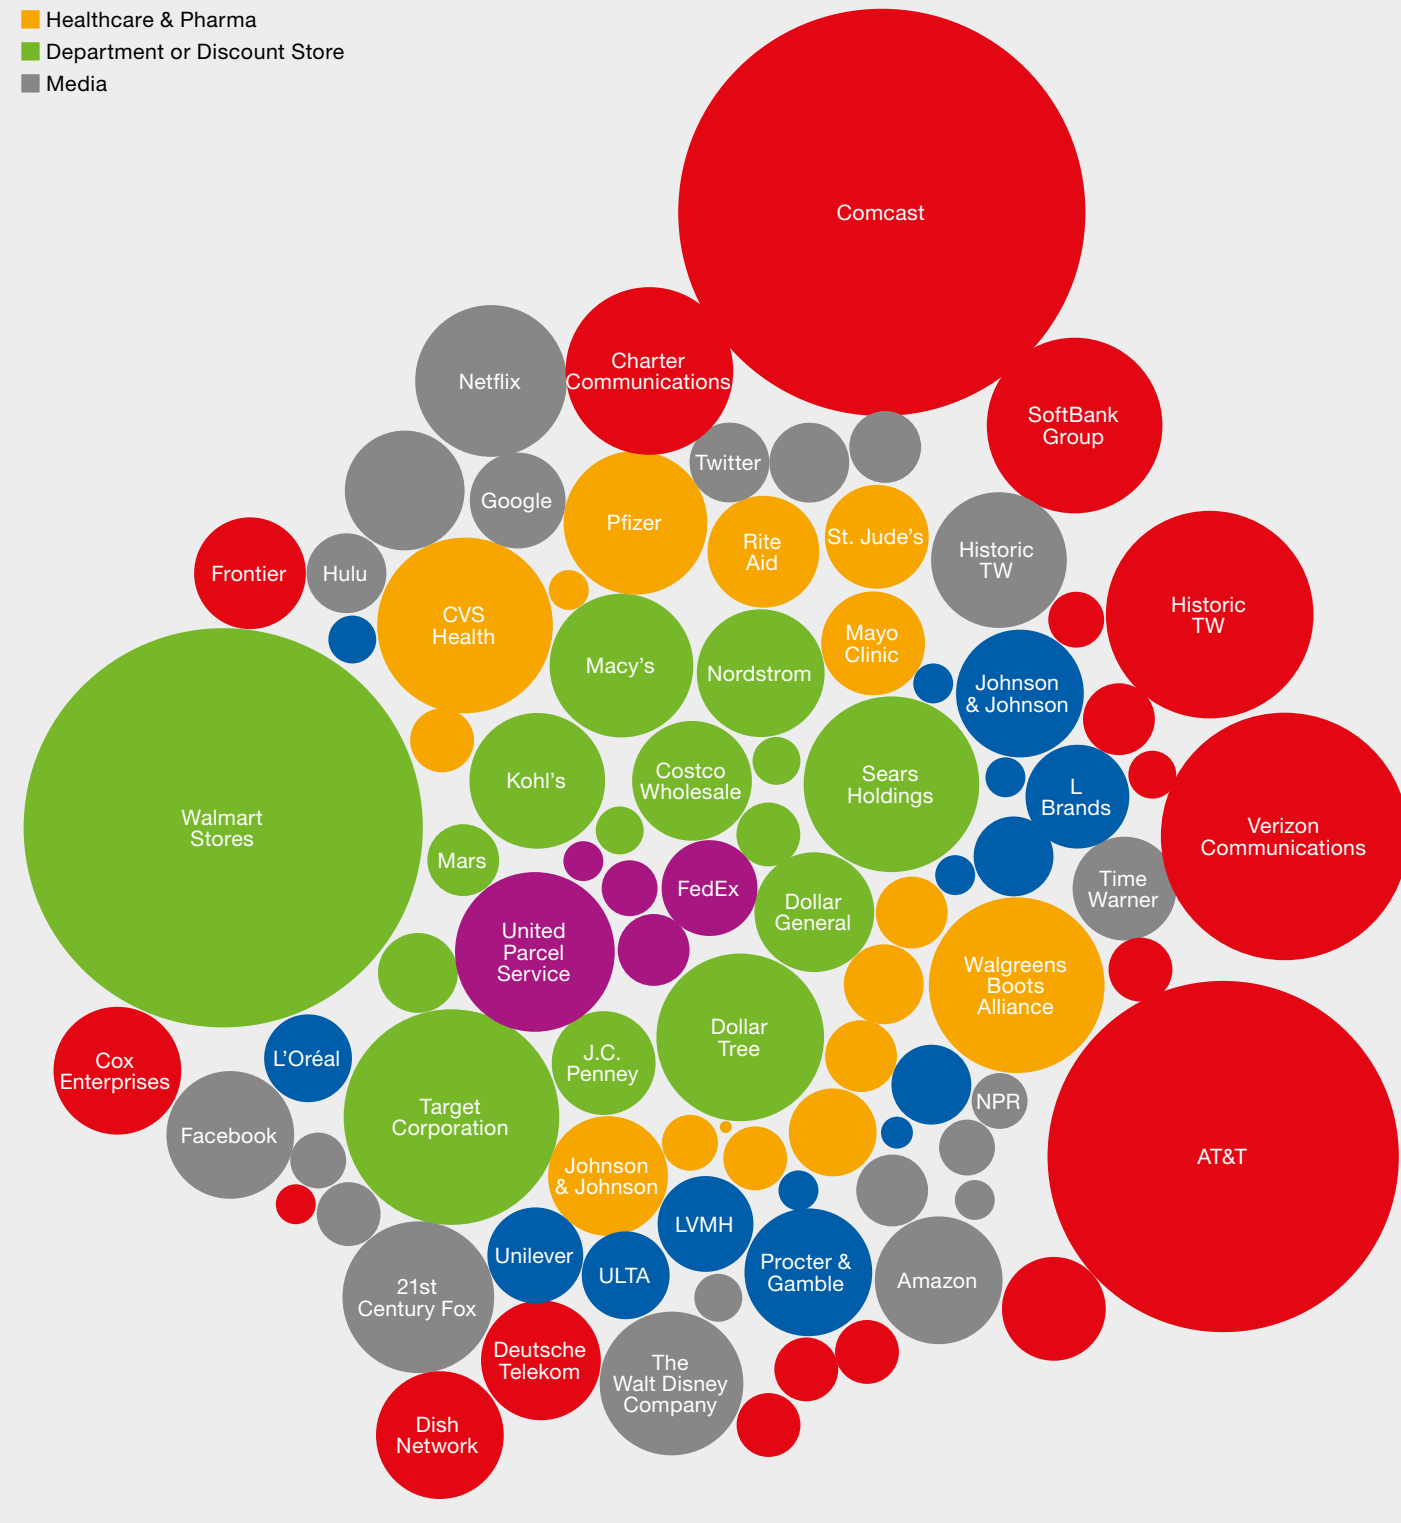 Healthcare & Pharma
Department or Discount Store
Media
Comcast
Charter
Communications
Netflix
SoftBank
Group
Twitter
Google
Pfizer
Rite
Aid
St. Jude's
Historic
TW
Frontier
Hulu
CVS
Health
Historic
TW
Mayo
Clinic
Macy's
Nordstrom
Johnson
& Johnson
Kohl's
Costco
Wholesale
Sears
Holdings
L
Brands
Walmart
Stores
Verizon
Communications
Mars
FedEx
Time
Warner
Dollar
General
United
Parcel
Service
Walgreens
Boots
Alliance
Dollar
Tree
Cox
Enterprises
L'Oréal
J.C.
Penney
NPR
Target
Corporation
Facebook
AT&T
Johnson
& Johnson
LVMH
Unilever
ULTA
Procter &
Gamble
Amazon
21st
Century Fox
Deutsche
Telekom
The
Walt Disney
Company
Dish
Network